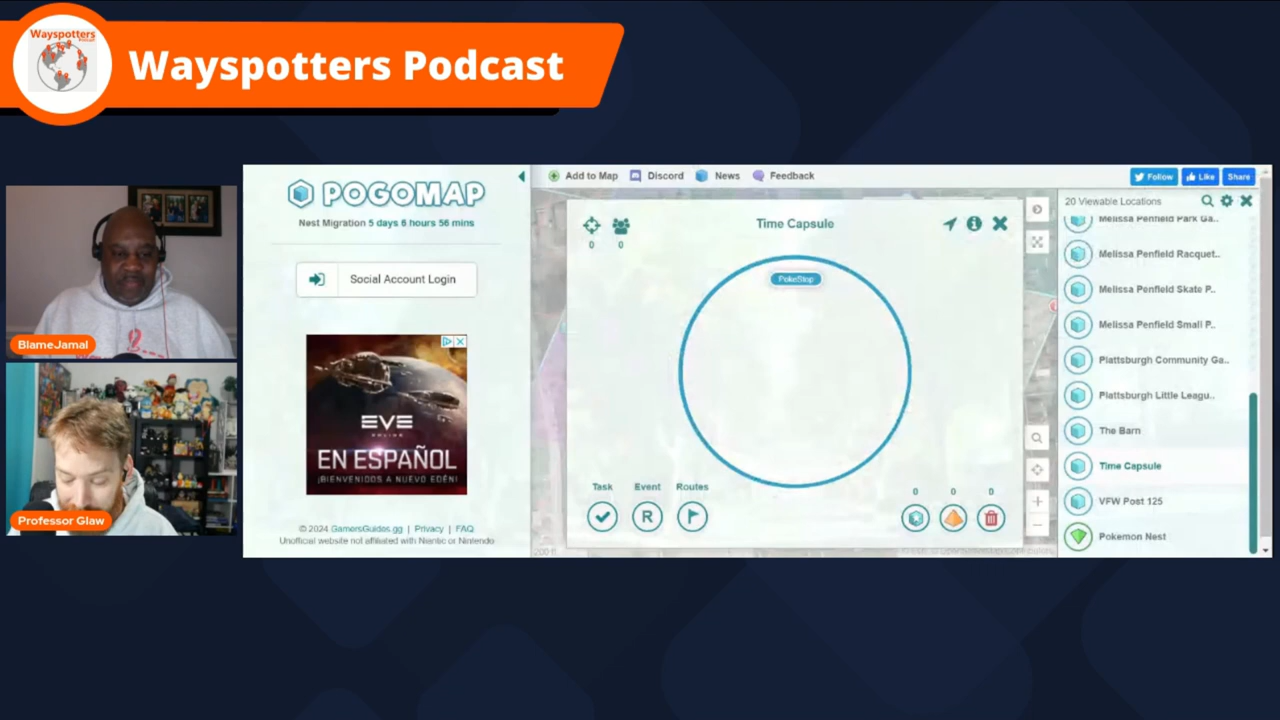 Wayspotters
Podcast
Wayspotters Podcast
BlameJamal
Professor Glaw
POGOMAP
Nest Migration 5 days 6 hours 56 mins
Social Account Login
EVE
ONLINE
EN ESPAÑOL
¡BIENVENIDOS A NUEVO EDÉN!
© 2024 GamersGuides.gg | Privacy | FAQ
Unofficial website not affiliated with Niantic or Nintendo
Add to Map Discord News Feedback
Follow Like Share
Time Capsule
0 0
PokeStop
Task Event Routes
R
0 0 0
20 Viewable Locations
Melissa Penfield Park Ga..
Melissa Penfield Racquet..
Melissa Penfield Skate P..
Melissa Penfield Small P..
Plattsburgh Community Ga..
Plattsburgh Little Leagu..
The Barn
Time Capsule
VFW Post 125
Pokemon Nest